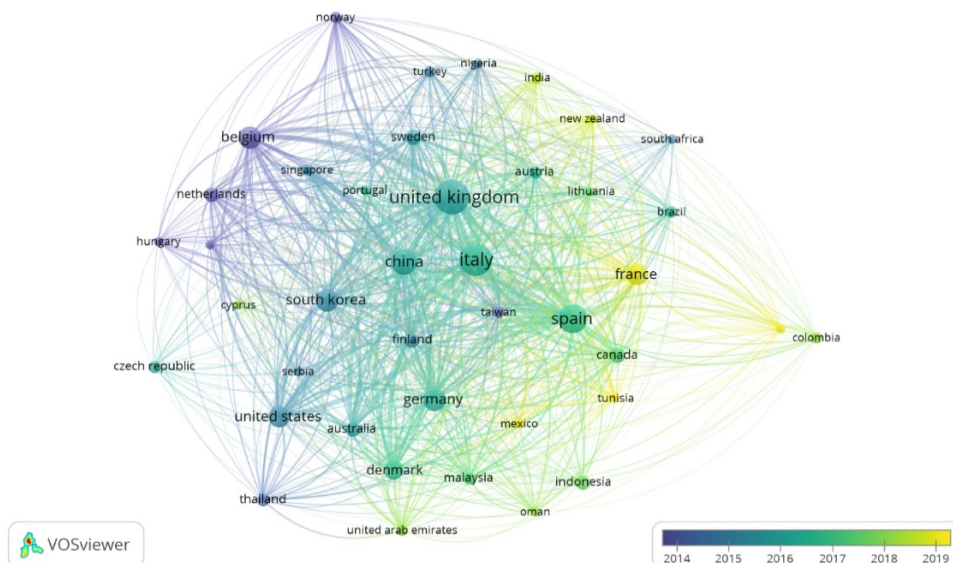 norway
nigeria
turkey
india
new zealand
belgium
sweden
south africa
singapore
austria
portugal
netherlands
united kingdom
lithuania
brazil
hungary
china
italy
france
south korea
cyprus
taiwan
spain
colombia
finland
canada
czech republic
serbia
germany
tunisia
united states
mexico
australia
denmark
malaysia
indonesia
thailand
oman
united arab emirates
VOSviewer
2014 2015 2016 2017 2018 2019